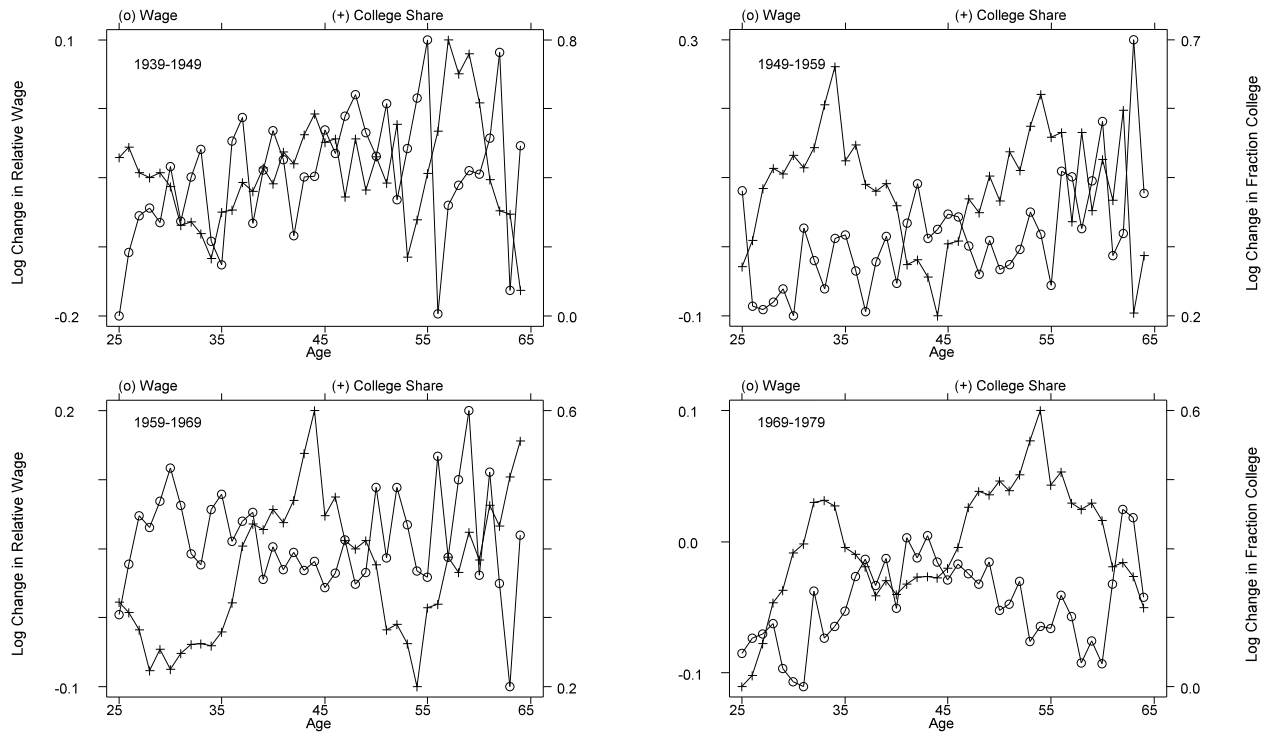 (o) Wage (+) College Share
0.1 0.8
1939-1949
Log Change in Relative Wage
-0.2 0.0
25 35 45 55 65
Age
(o) Wage (+) College Share
0.3 0.7
1949-1959
Log Change in Fraction College
-0.1 0.2
25 35 45 55 65
Age
(o) Wage (+) College Share
0.2 0.6
1959-1969
Log Change in Relative Wage
-0.1 0.2
25 35 45 55 65
Age
(o) Wage (+) College Share
0.1 0.6
1969-1979
0.0
Log Change in Fraction College
-0.1 0.0
25 35 45 55 65
Age